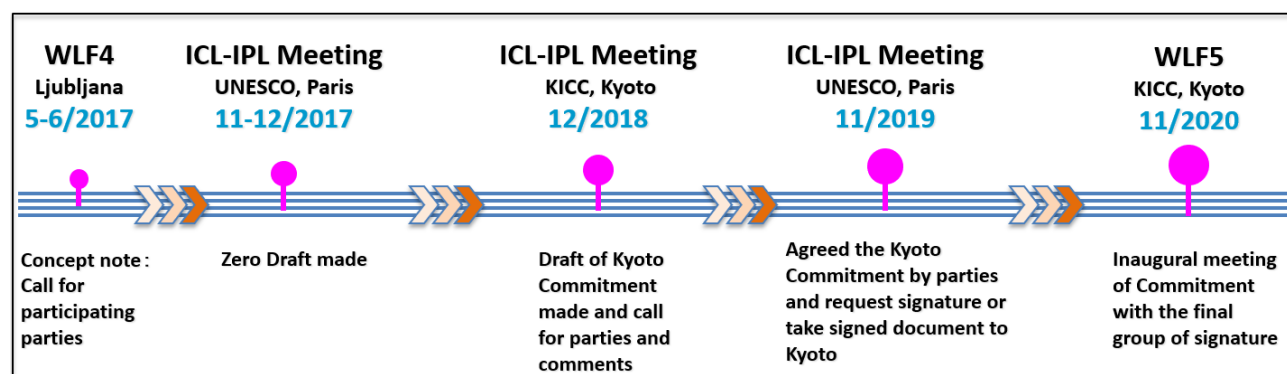 WLF4
Ljubljana
5-6/2017
ICL-IPL Meeting
UNESCO, Paris
11-12/2017
ICL-IPL Meeting
KICC, Kyoto
12/2018
ICL-IPL Meeting
UNESCO, Paris
11/2019
WLF5
KICC, Kyoto
11/2020
Concept note :
Call for
participating
parties
Zero Draft made
Draft of Kyoto
Commitment
made and call
for parties and
comments
Agreed the Kyoto
Commitment by parties
and request signature or
take signed document to
Kyoto
Inaugural meeting
of Commitment
with the final
group of signature